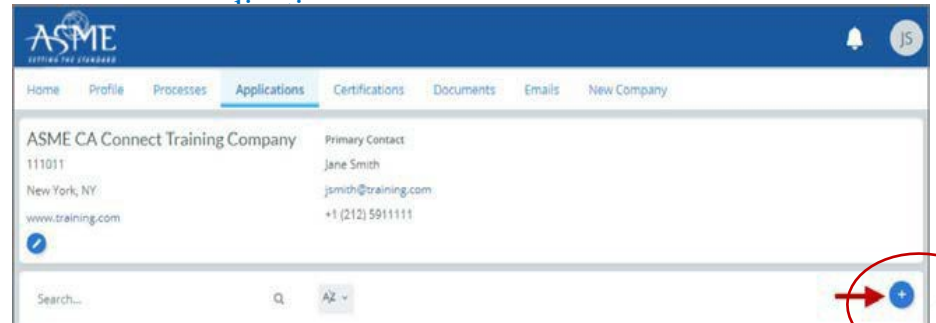 ASME
SETTING THE STANDARD
JS
Home Profile Processes Applications Certifications Documents Emails New Company
ASME CA Connect Training Company
111011
New York, NY
www.training.com
Primary Contact
Jane Smith
jsmith@training.com
+1 (212) 5911111
Search...
AZ
+